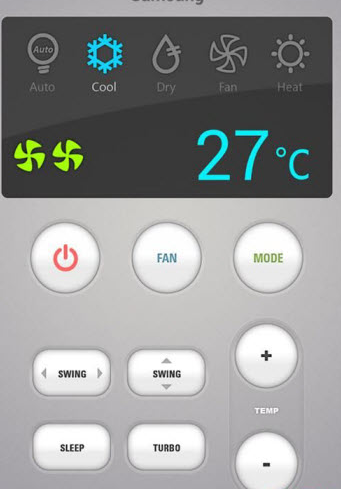 Samsung
Auto
Auto Cool Dry Fan Heat
27°C
FAN MODE
SWING SWING
+
TEMP
SLEEP TURBO
-